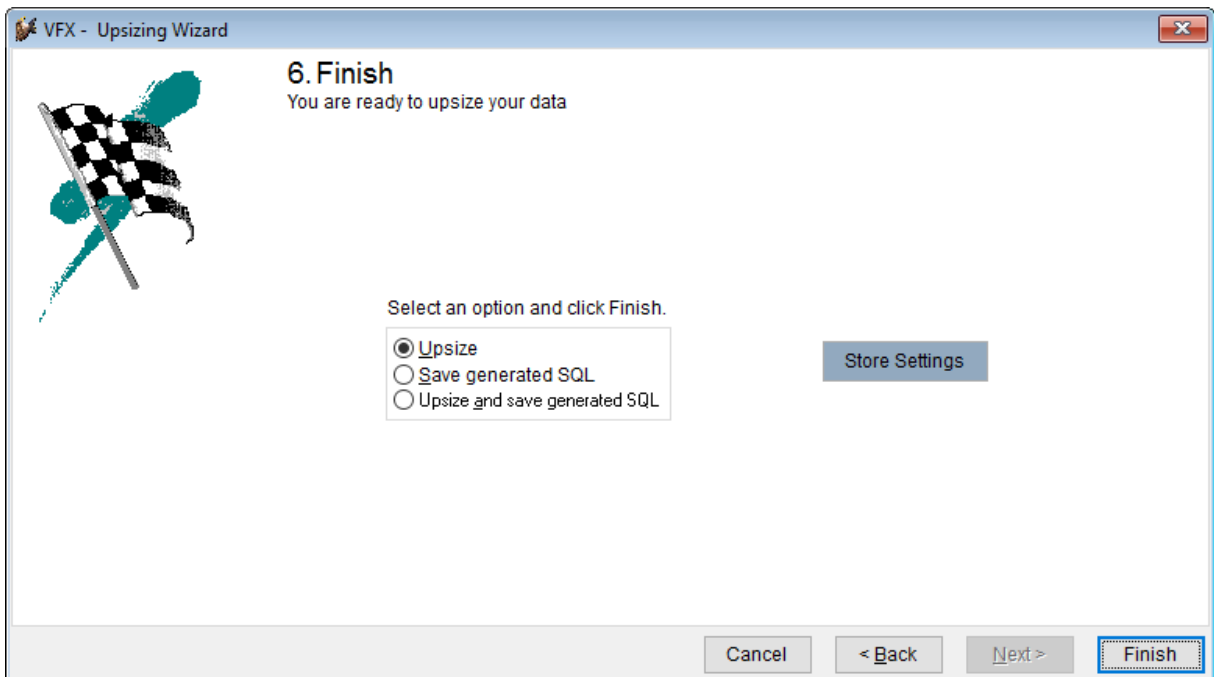 VFX - Upsizing Wizard
6. Finish
You are ready to upsize your data
Select an option and click Finish.
Upsize
Save generated SQL
Upsize and save generated SQL
Store Settings
Cancel
< Back
Next >
Finish